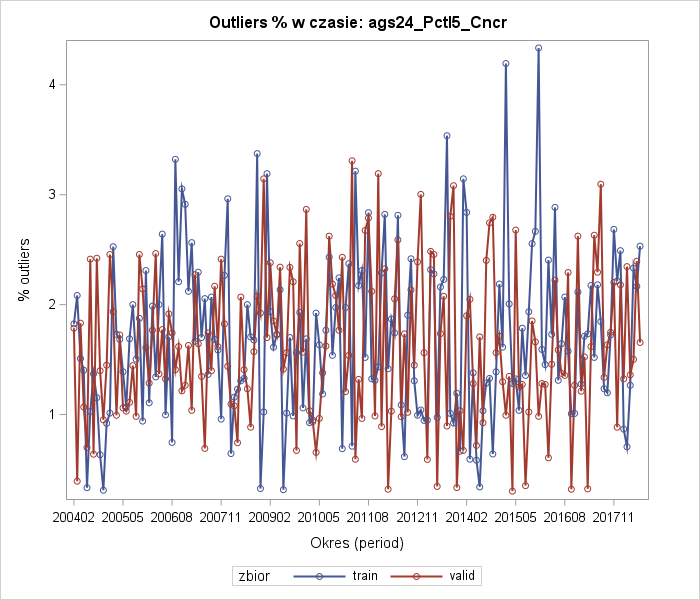 Outliers % w czasie: ags24_Pctl5_Cncr
4
3
2
1
% outliers
200402 200505 200608 200711 200902 201005 201108 201211 201402 201505 201608 201711
Okres (period)
zbior train valid